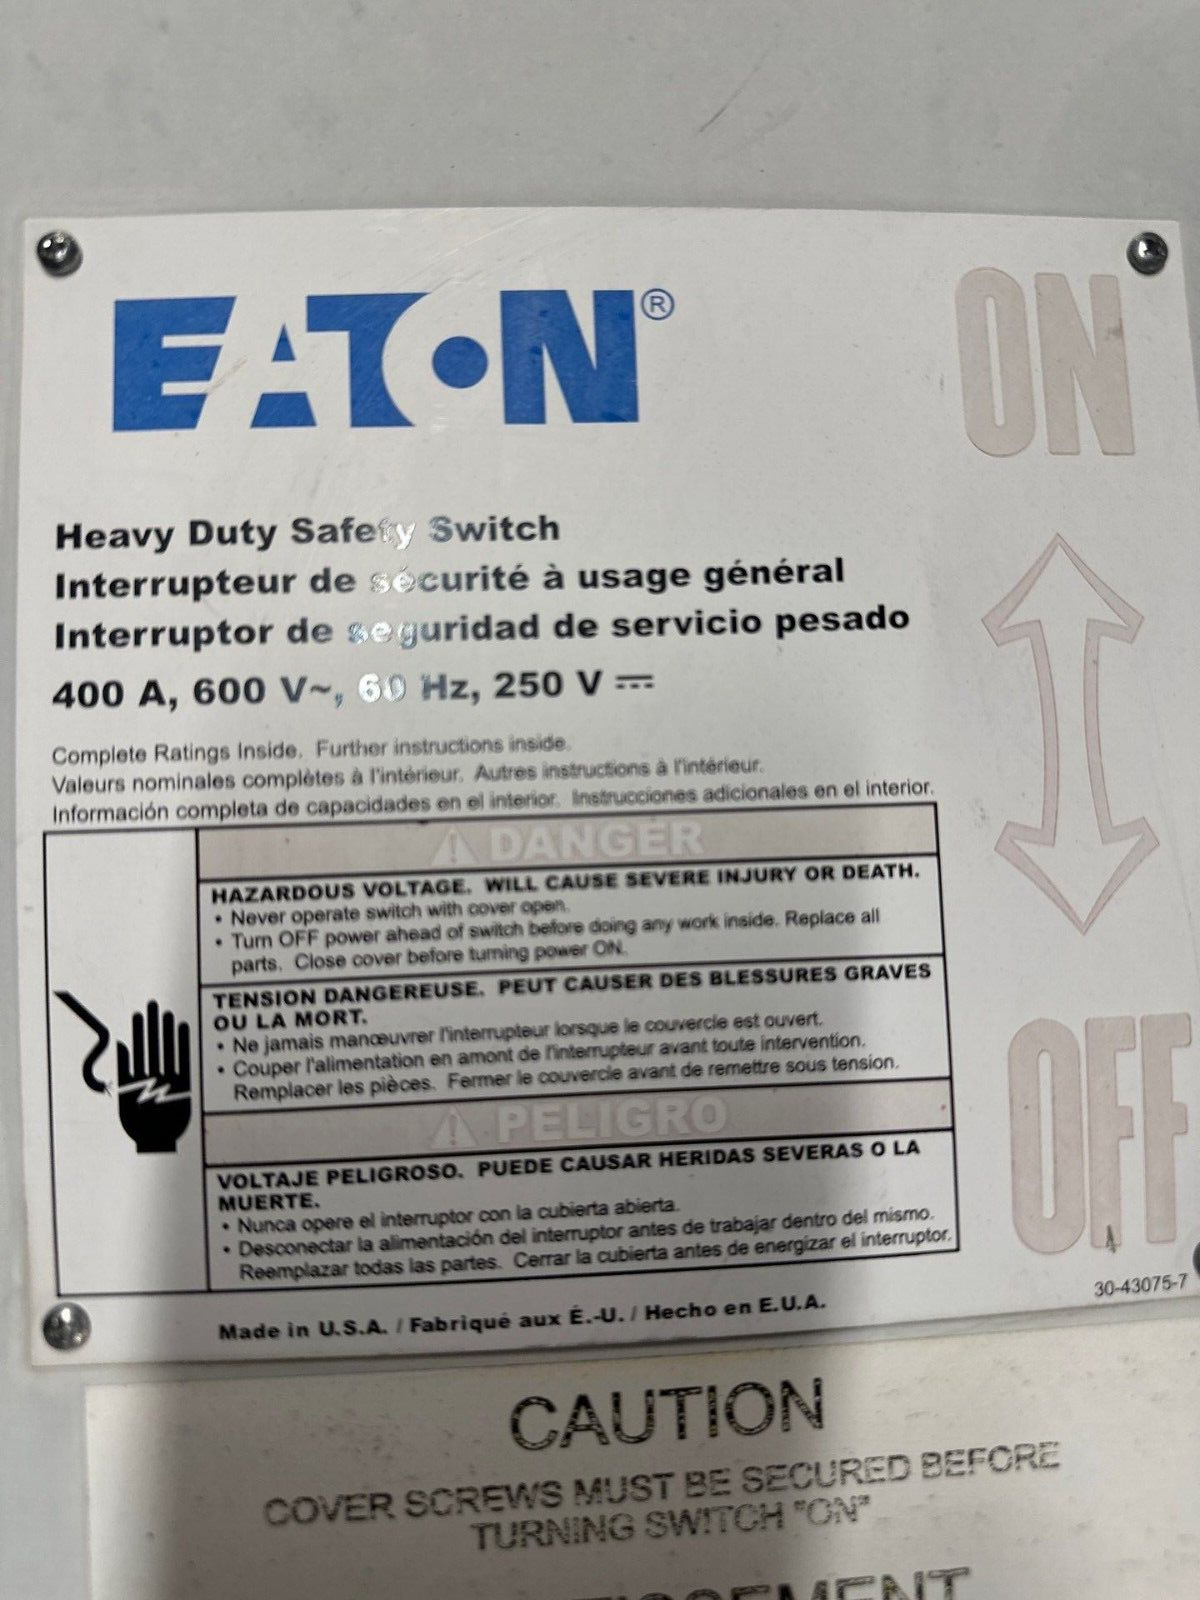 EATON®
ON
Heavy Duty Safety Switch
Interrupteur de sécurité à usage général
Interruptor de seguridad de servicio pesado
400 A, 600 V~, 60 Hz, 250 V ⎓
Complete Ratings Inside. Further instructions inside.
Valeurs nominales complètes à l'intérieur. Autres instructions à l'intérieur.
Información completa de capacidades en el interior. Instrucciones adicionales en el interior.
⚠ DANGER
HAZARDOUS VOLTAGE. WILL CAUSE SEVERE INJURY OR DEATH.
• Never operate switch with cover open.
• Turn OFF power ahead of switch before doing any work inside. Replace all
parts. Close cover before turning power ON.
TENSION DANGEREUSE. PEUT CAUSER DES BLESSURES GRAVES
OU LA MORT.
• Ne jamais manœuvrer l'interrupteur lorsque le couvercle est ouvert.
• Couper l'alimentation en amont de l'interrupteur avant toute intervention.
Remplacer les pièces. Fermer le couvercle avant de remettre sous tension.
⚠ PELIGRO
VOLTAJE PELIGROSO. PUEDE CAUSAR HERIDAS SEVERAS O LA
MUERTE.
• Nunca opere el interruptor con la cubierta abierta.
• Desconectar la alimentación del interruptor antes de trabajar dentro del mismo.
Reemplazar todas las partes. Cerrar la cubierta antes de energizar el interruptor.
OFF
30-43075-7
Made in U.S.A. / Fabriqué aux É.-U. / Hecho en E.U.A.
CAUTION
COVER SCREWS MUST BE SECURED BEFORE
TURNING SWITCH "ON"